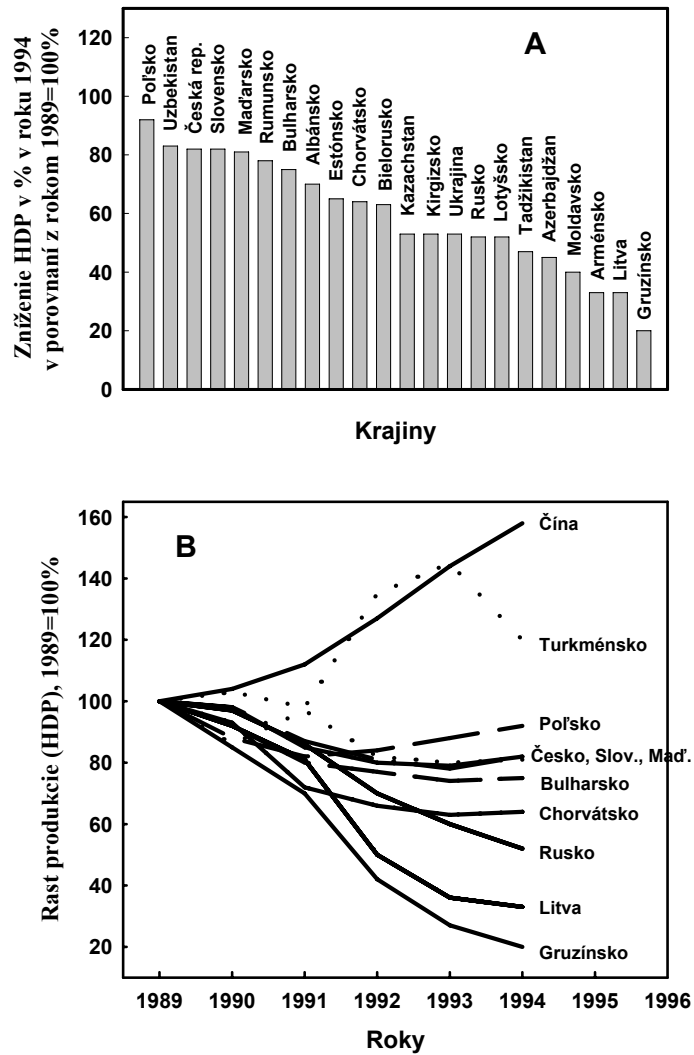 A
Zníženie HDP v % v roku 1994
v porovnaní z rokom 1989=100%
120
100
80
60
40
20
0
Poľsko
Uzbekistan
Česká rep.
Slovensko
Maďarsko
Rumunsko
Bulharsko
Albánsko
Estónsko
Chorvátsko
Bielorusko
Kazachstan
Kirgizsko
Ukrajina
Rusko
Lotyšsko
Tadžikistan
Azerbajdžan
Moldavsko
Arménsko
Litva
Gruzínsko
Krajiny
B
Rast produkcie (HDP), 1989=100%
160
140
120
100
80
60
40
20
Čína
Turkménsko
Poľsko
Česko, Slov., Maď.
Bulharsko
Chorvátsko
Rusko
Litva
Gruzínsko
1989 1990 1991 1992 1993 1994 1995 1996
Roky